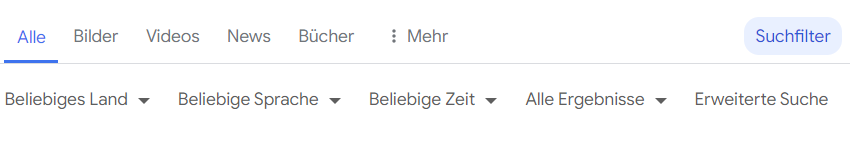 Alle Bilder Videos News Bücher Mehr Suchfilter
Beliebiges Land Beliebige Sprache Beliebige Zeit Alle Ergebnisse Erweiterte Suche